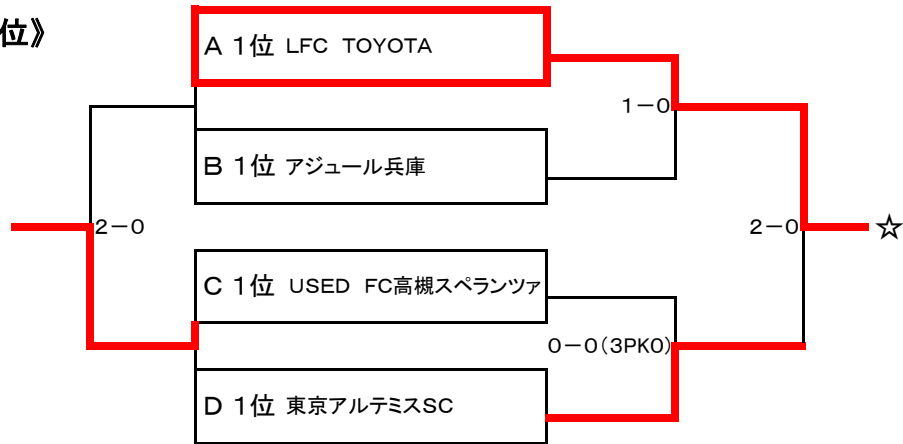 位》
A 1位 LFC TOYOTA
1－0
B 1位 アジュール兵庫
2－0
2－0
☆
C 1位 USED FC高槻スペランツァ
0－0(3PK0)
D 1位 東京アルテミスSC